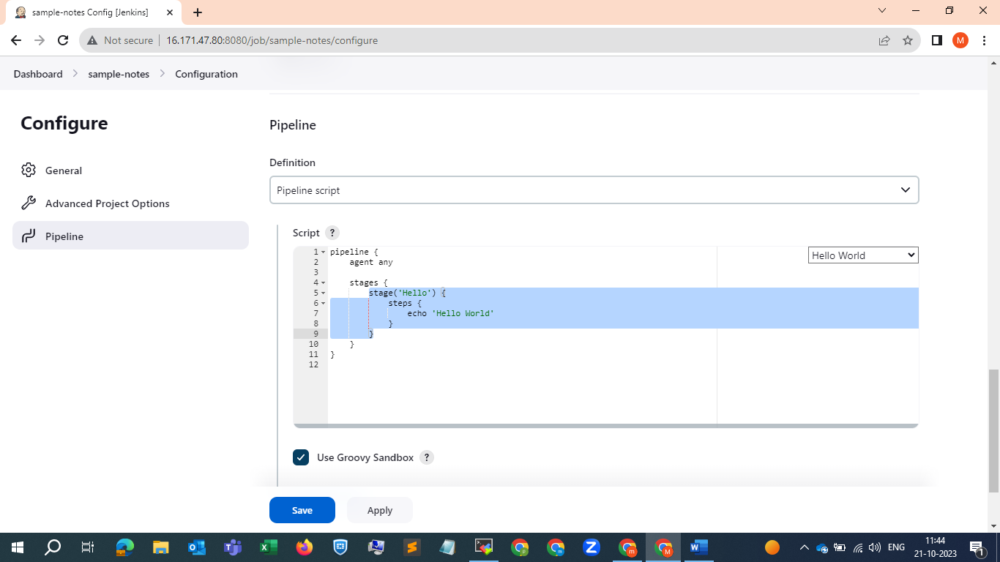 sample-notes Config [Jenkins]
Not secure
16.171.47.80:8080/job/sample-notes/configure
M
Dashboard
sample-notes
Configuration
Configure
General
Advanced Project Options
Pipeline
Pipeline
Definition
Pipeline script
Script ?
Hello World
1 pipeline {
2 agent any
3
4 stages {
5 stage('Hello') {
6 steps {
7 echo 'Hello World'
8 }
9 }
10 }
11 }
12
Use Groovy Sandbox ?
Save
Apply
ENG
11:44
21-10-2023
1